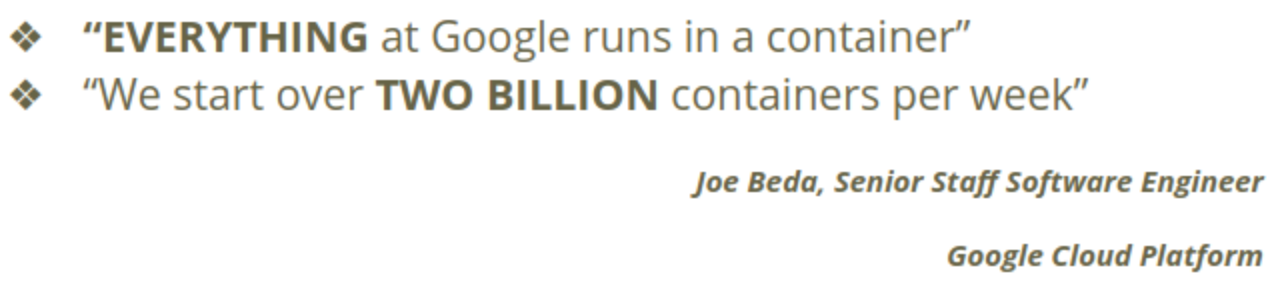 ❖ “EVERYTHING at Google runs in a container”
❖ “We start over TWO BILLION containers per week”
Joe Beda, Senior Staff Software Engineer
Google Cloud Platform